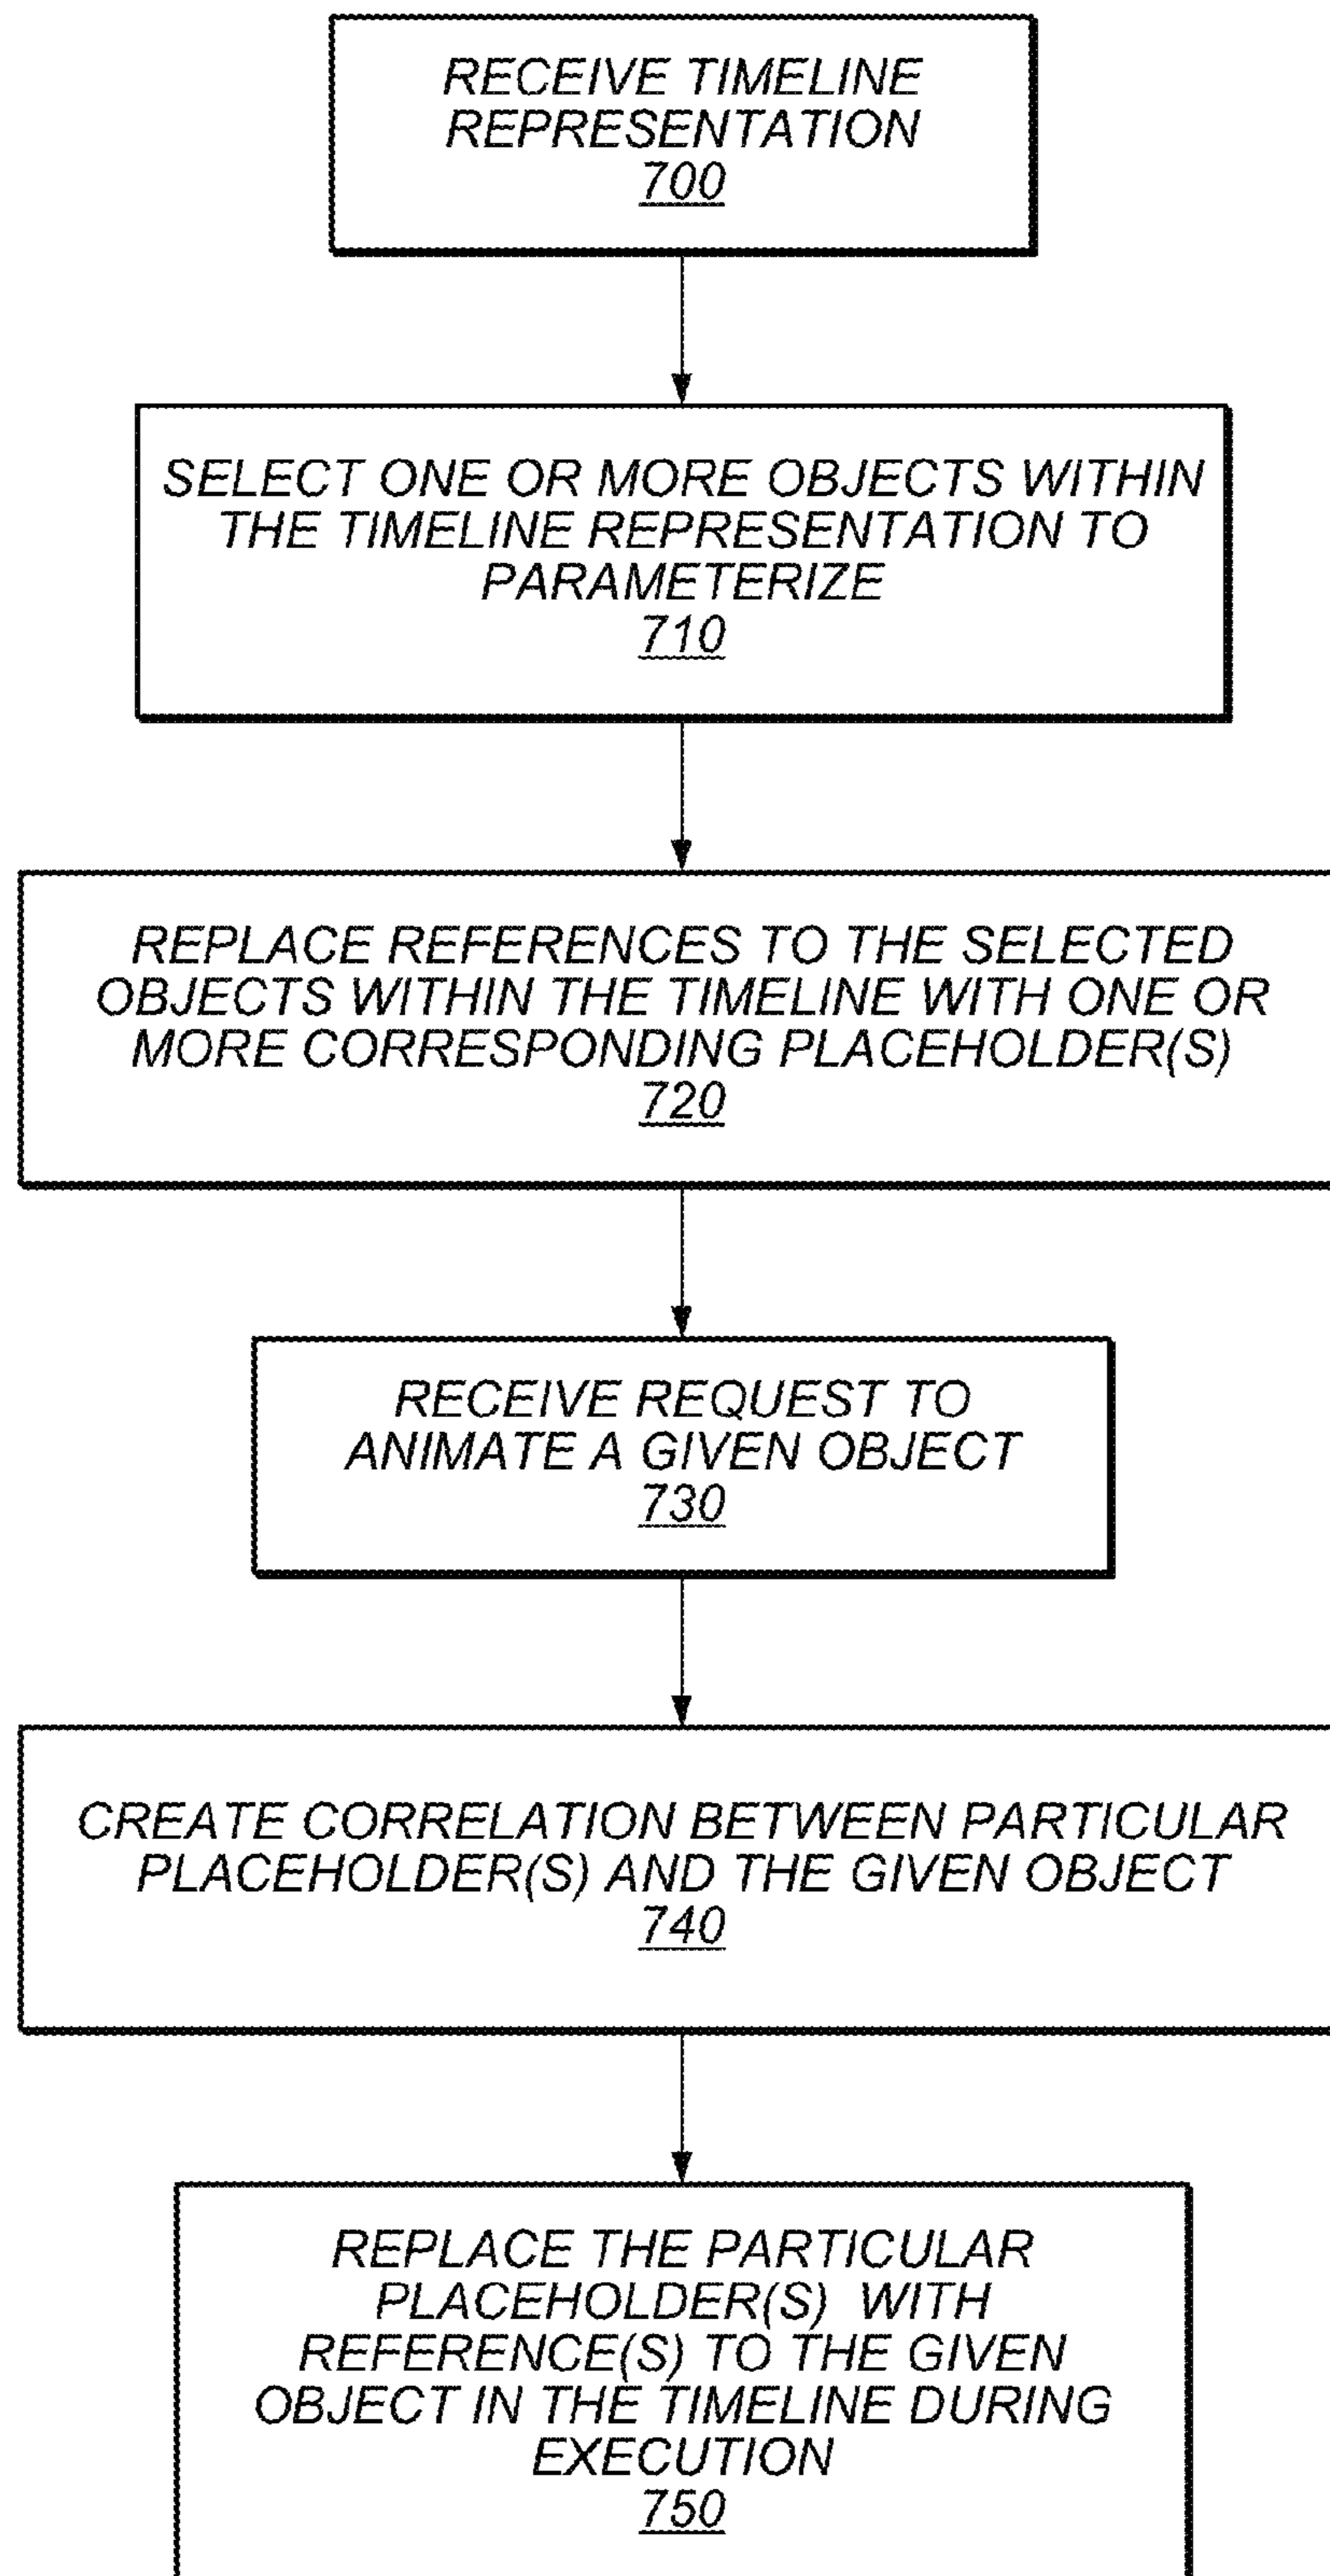 RECEIVE TIMELINE
REPRESENTATION
700
SELECT ONE OR MORE OBJECTS WITHIN
THE TIMELINE REPRESENTATION TO
PARAMETERIZE
710
REPLACE REFERENCES TO THE SELECTED
OBJECTS WITHIN THE TIMELINE WITH ONE OR
MORE CORRESPONDING PLACEHOLDER(S)
720
RECEIVE REQUEST TO
ANIMATE A GIVEN OBJECT
730
CREATE CORRELATION BETWEEN PARTICULAR
PLACEHOLDER(S) AND THE GIVEN OBJECT
740
REPLACE THE PARTICULAR
PLACEHOLDER(S) WITH
REFERENCE(S) TO THE GIVEN
OBJECT IN THE TIMELINE DURING
EXECUTION
750